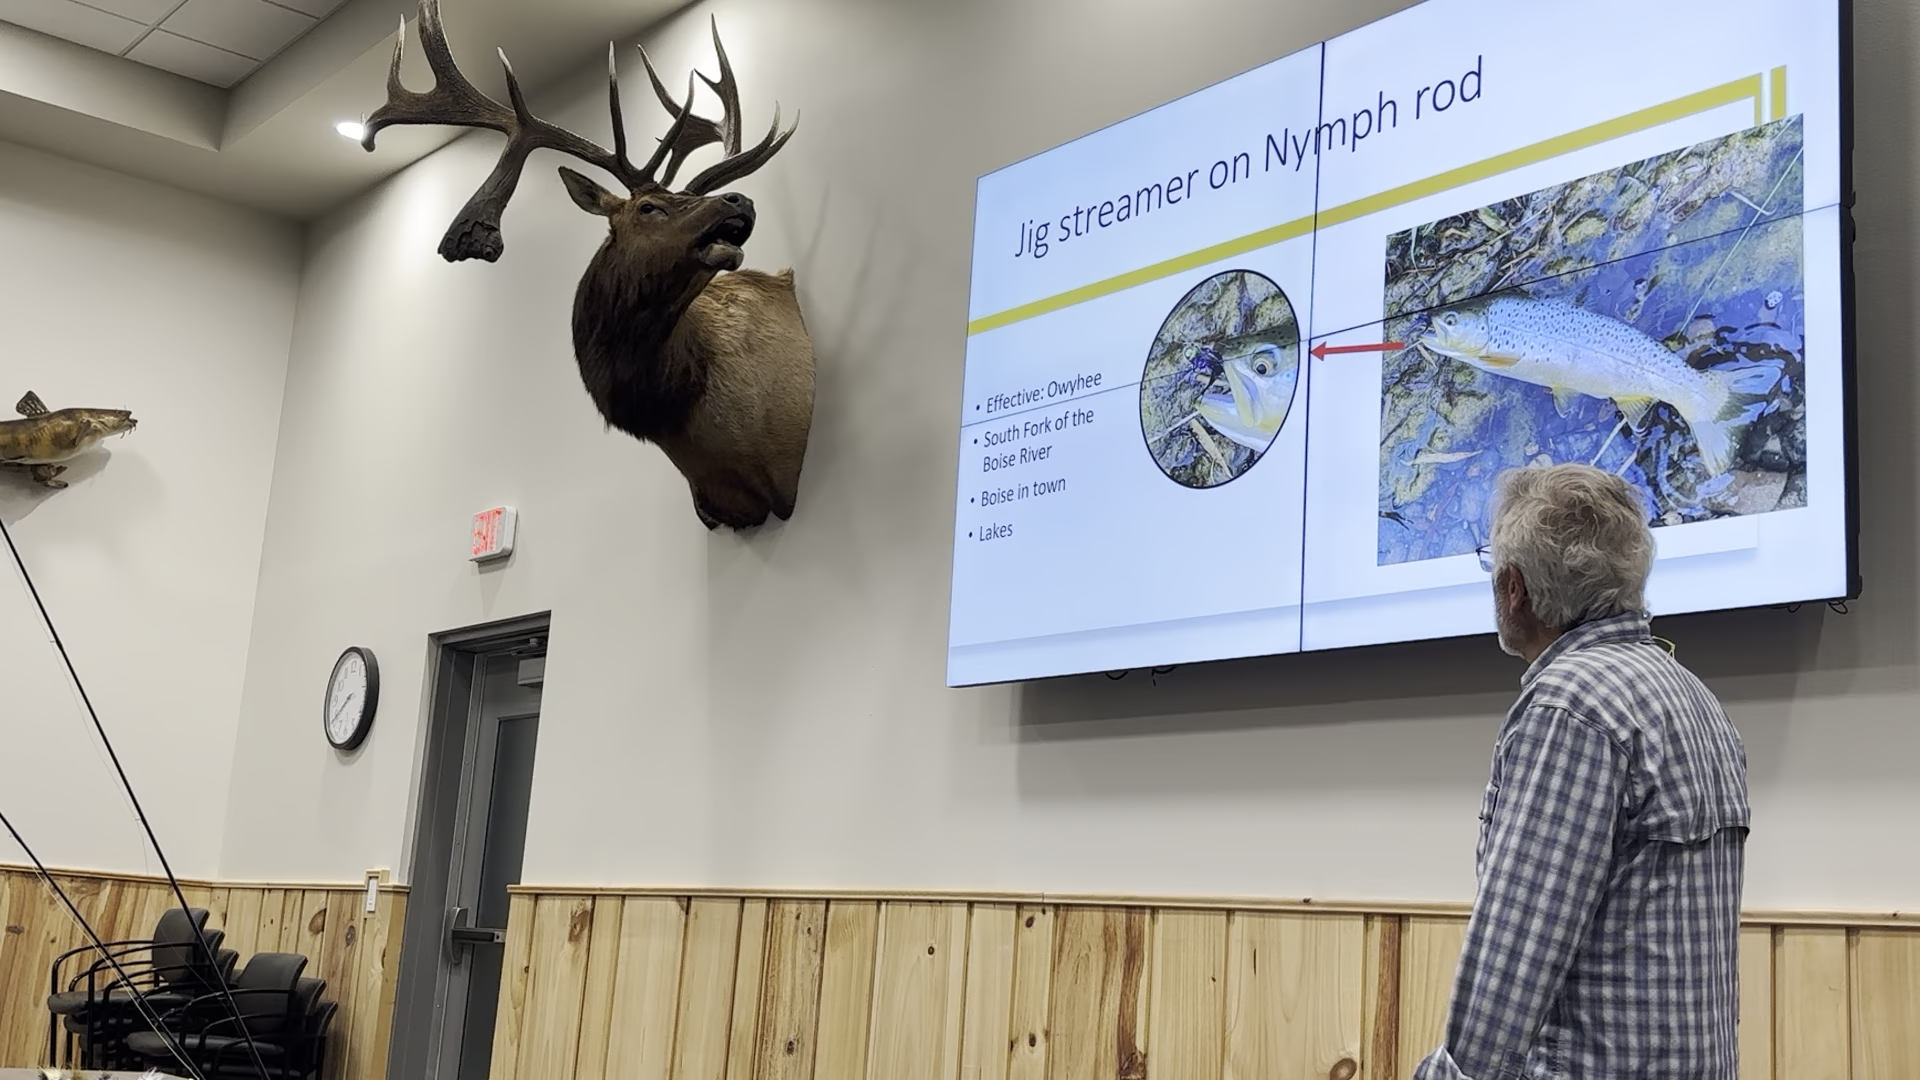 Jig streamer on Nymph rod
• Effective: Owyhee
• South Fork of the
Boise River
• Boise in town
• Lakes
EXIT